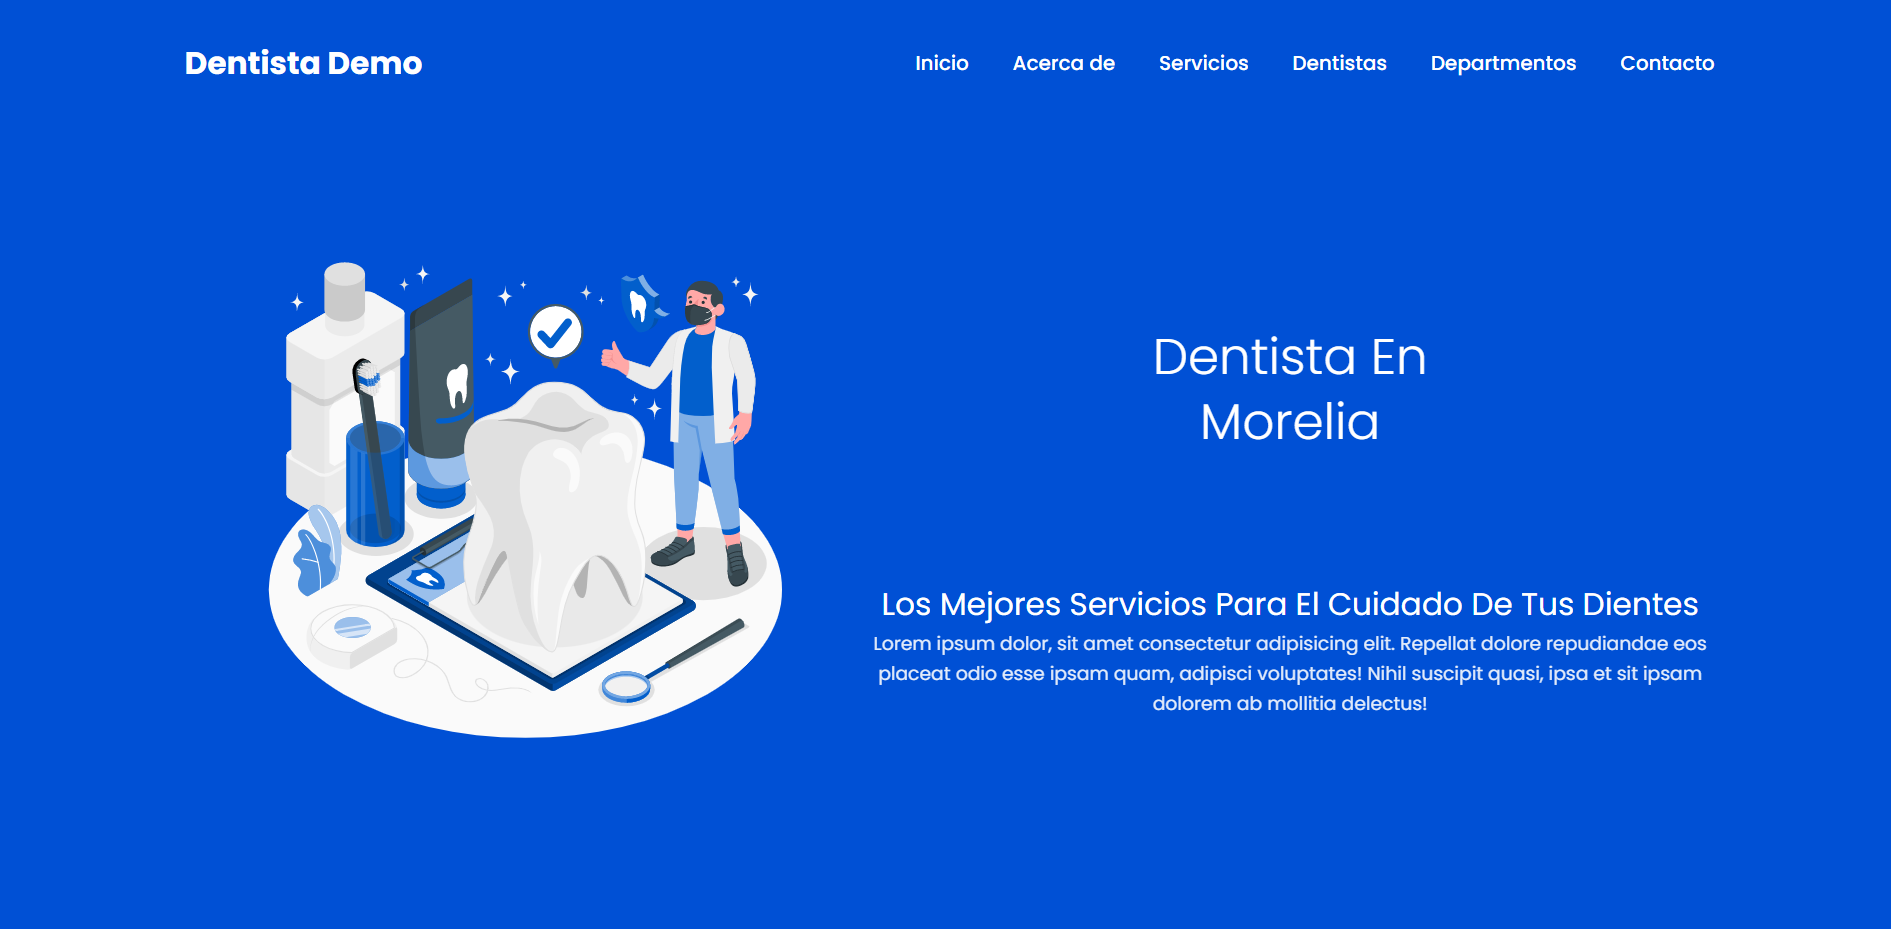 Dentista Demo
Inicio
Acerca de
Servicios
Dentistas
Departmentos
Contacto
Dentista En
Morelia
Los Mejores Servicios Para El Cuidado De Tus Dientes
Lorem ipsum dolor, sit amet consectetur adipisicing elit. Repellat dolore repudiandae eos
placeat odio esse ipsam quam, adipisci voluptates! Nihil suscipit quasi, ipsa et sit ipsam
dolorem ab mollitia delectus!